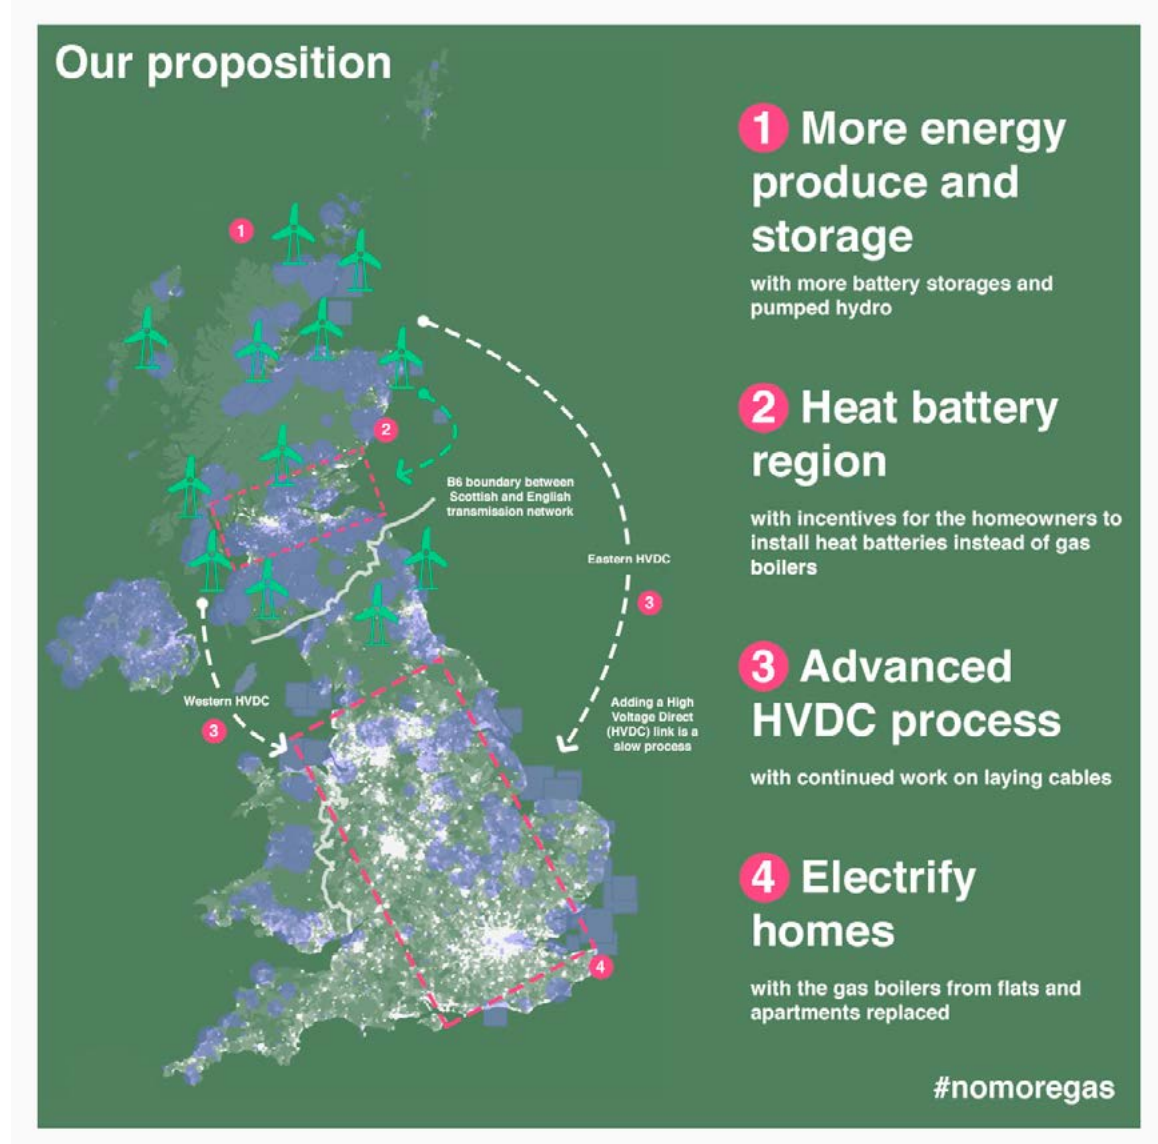 Our proposition
1
2
B6 boundary between
Scottish and English
transmission network
Eastern HVDC
3
Western HVDC
3
Adding a High
Voltage Direct
(HVDC) link is a
slow process
4
1 More energy
produce and
storage
with more battery storages and
pumped hydro
2 Heat battery
region
with incentives for the homeowners to
install heat batteries instead of gas
boilers
3 Advanced
HVDC process
with continued work on laying cables
4 Electrify
homes
with the gas boilers from flats and
apartments replaced
#nomoregas